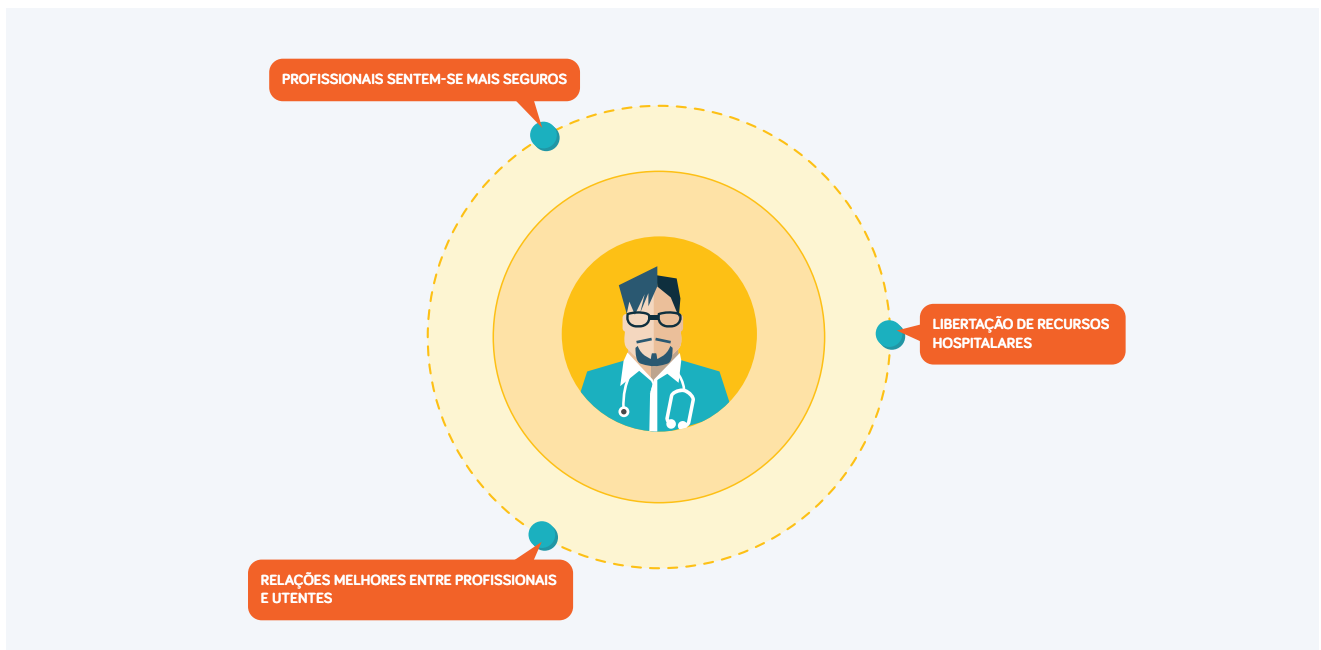 PROFISSIONAIS SENTEM-SE MAIS SEGUROS
LIBERTAÇÃO DE RECURSOS
HOSPITALARES
RELAÇÕES MELHORES ENTRE PROFISSIONAIS
E UTENTES